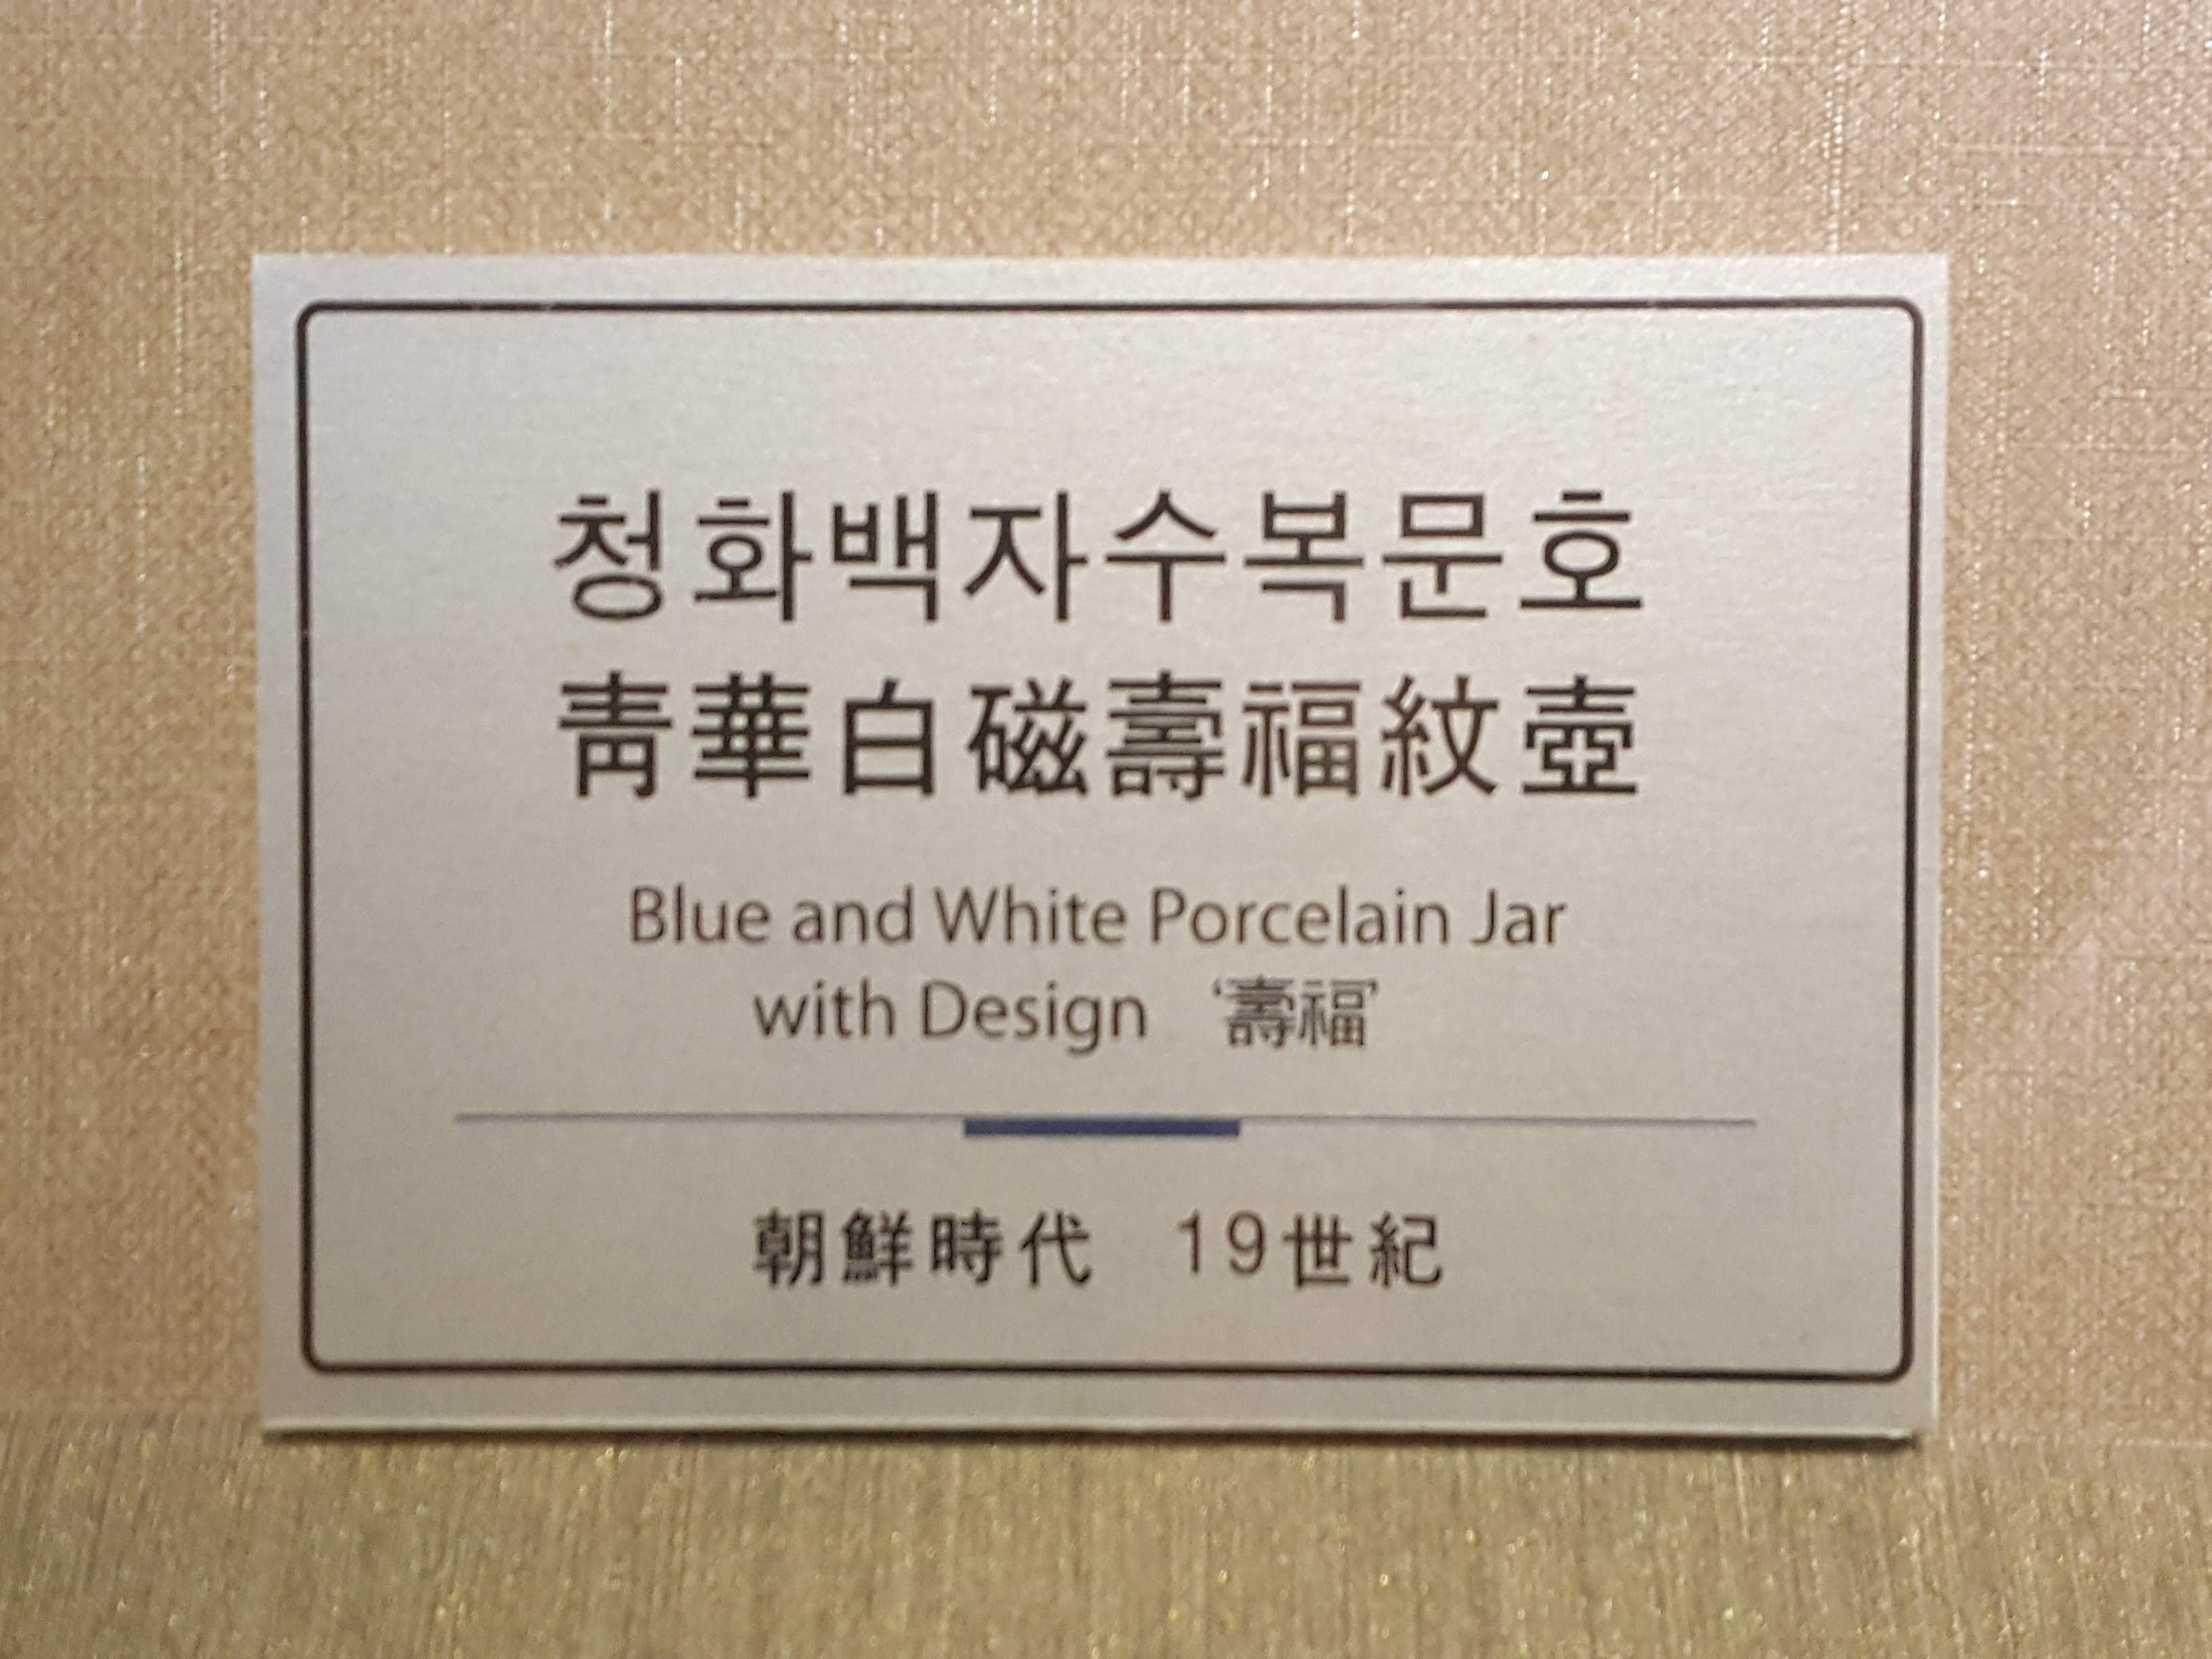 청화백자수복문호
靑華白磁壽福紋壺
Blue and White Porcelain Jar
with Design ‘壽福’
朝鮮時代 19世紀